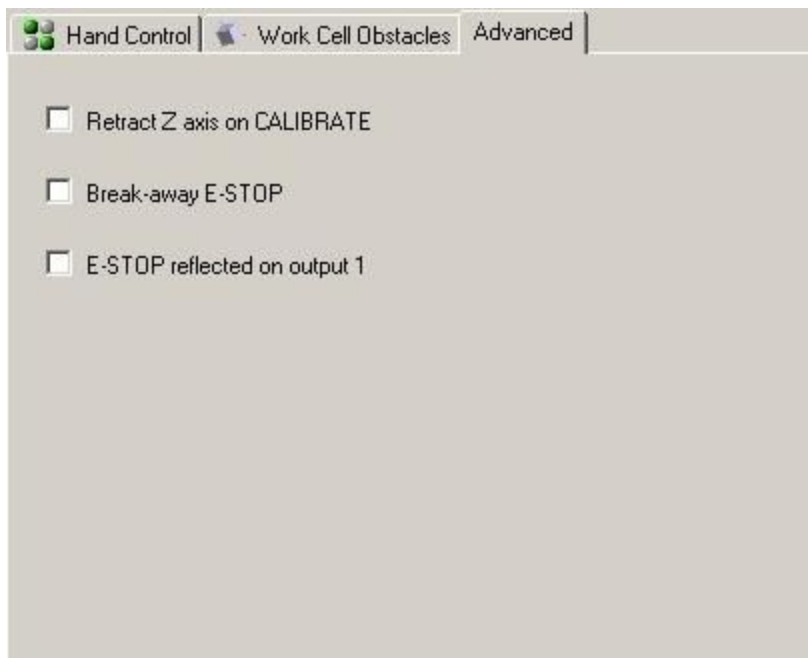 Hand Control Work Cell Obstacles Advanced
Retract Z axis on CALIBRATE
Break-away E-STOP
E-STOP reflected on output 1